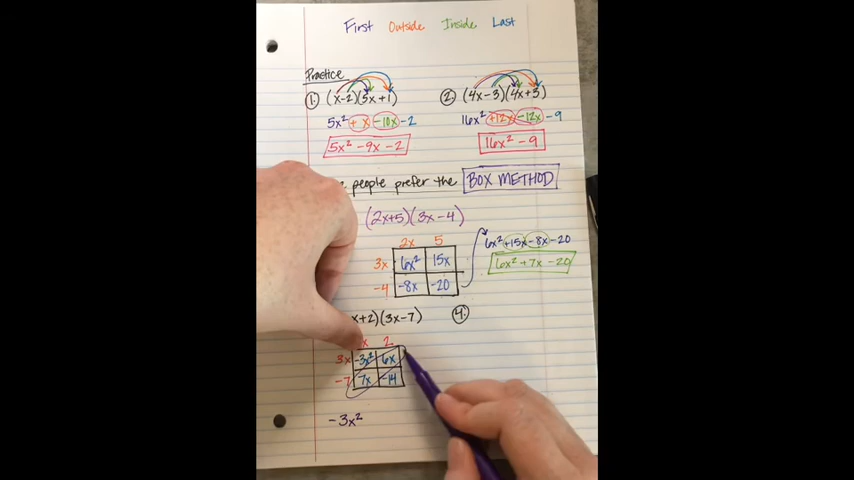 First Outside Inside Last
Practice
1. (x-2)(5x+1)
5x² + x - 10x - 2
5x² - 9x - 2
2. (4x-3)(4x+3)
16x² +12x -12x - 9
16x² - 9
people prefer the BOX METHOD
(2x+5)(3x-4)
2x 5
3x 6x² 15x
-4 -8x -20
6x² +15x -8x -20
6x² +7x -20
x+2)(3x-7)
4.
x 2
3x -3x² 6x
-7 7x -14
-3x²